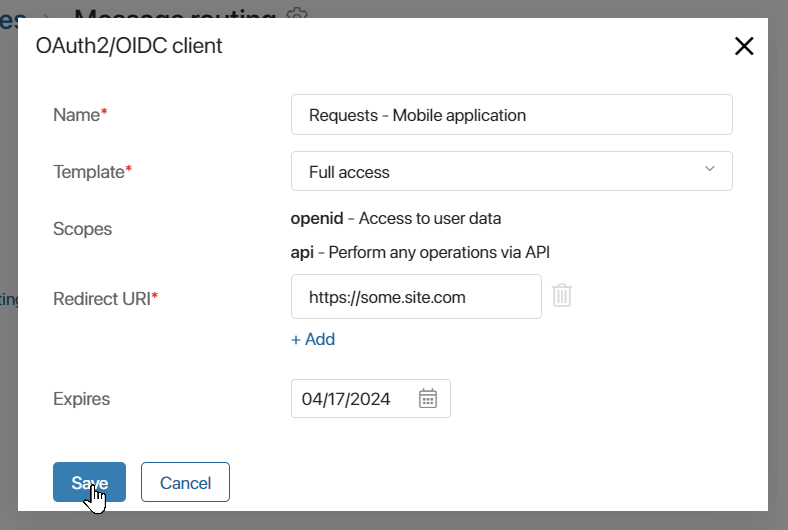 es > Message routing
OAuth2/OIDC client
Name* Requests - Mobile application
Template* Full access
Scopes openid - Access to user data
api - Perform any operations via API
Redirect URI* https://some.site.com
+ Add
Expires 04/17/2024
Save Cancel